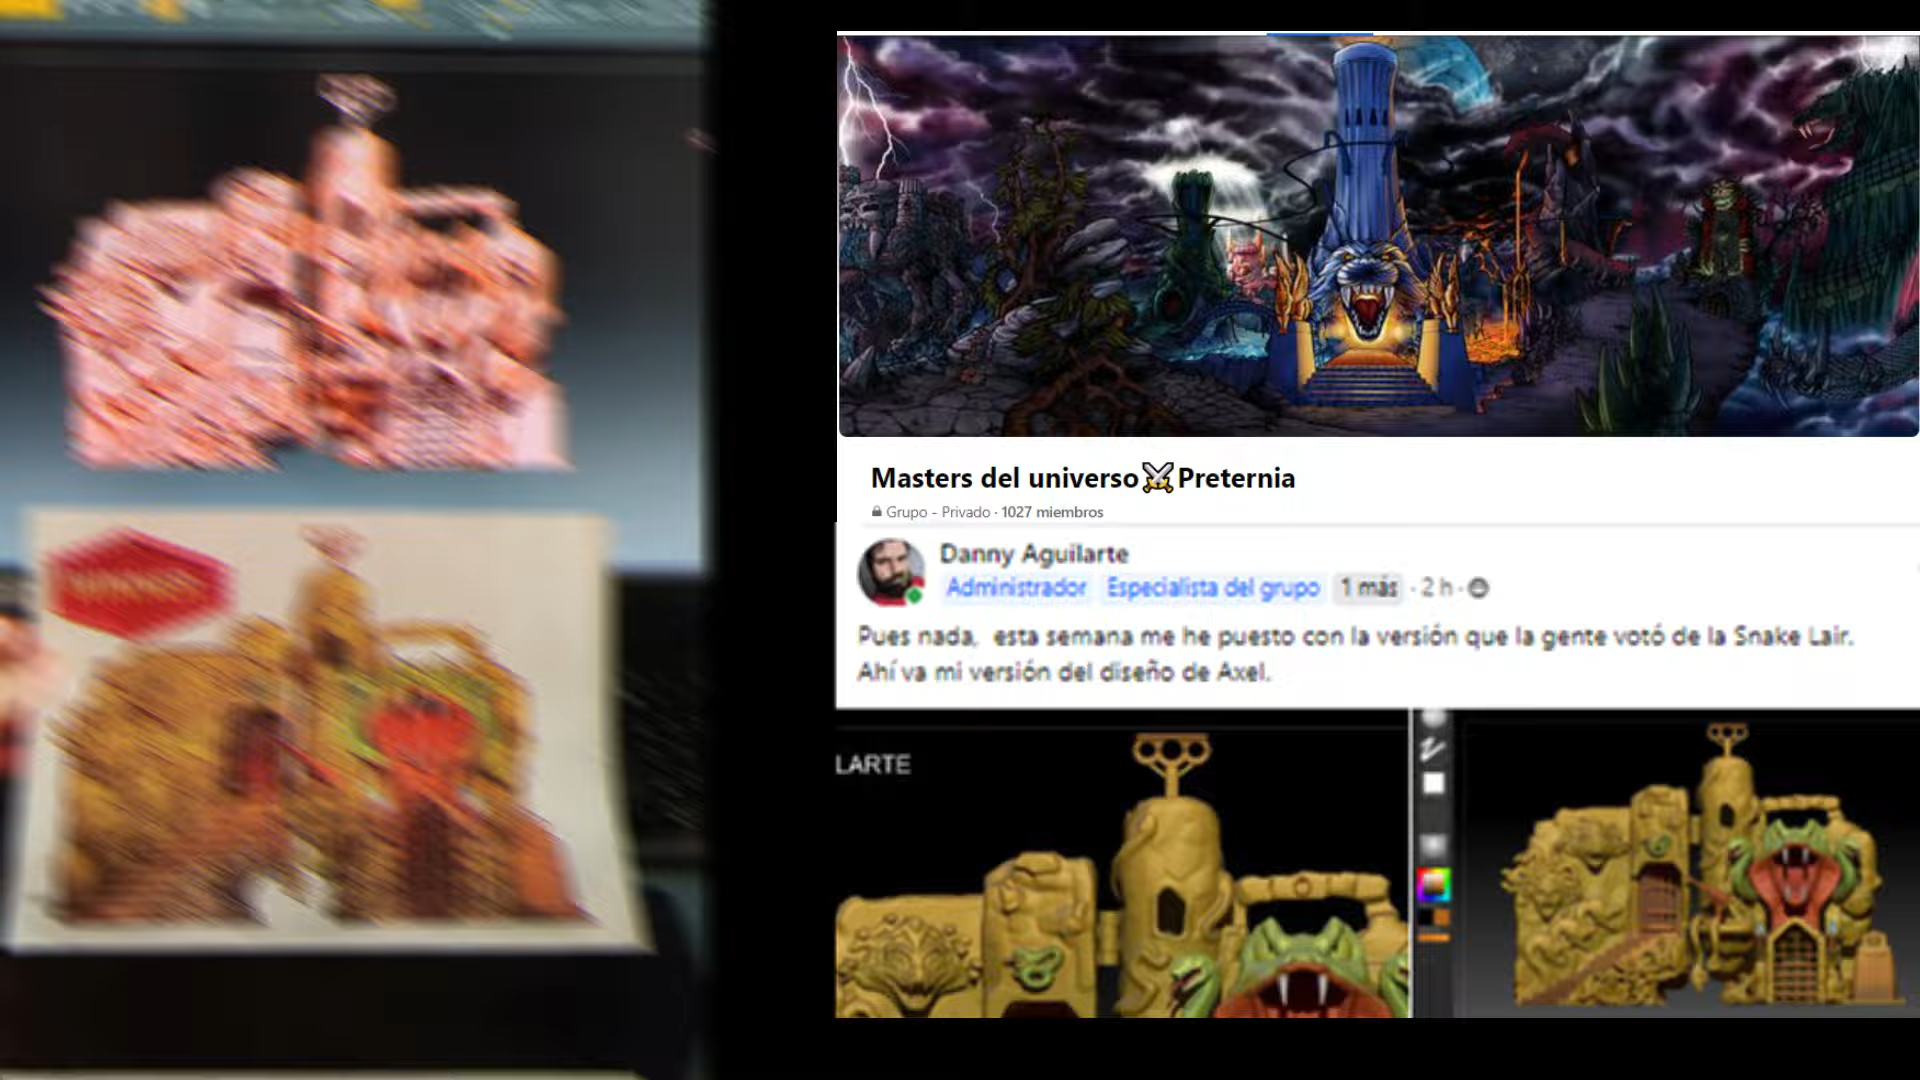 Masters del universo⚔Preternia
Grupo - Privado · 1027 miembros
Danny Aguilarte
Administrador Especialista del grupo 1 más · 2 h ·
Pues nada, esta semana me he puesto con la versión que la gente votó de la Snake Lair.
Ahí va mi versión del diseño de Axel.
LARTE